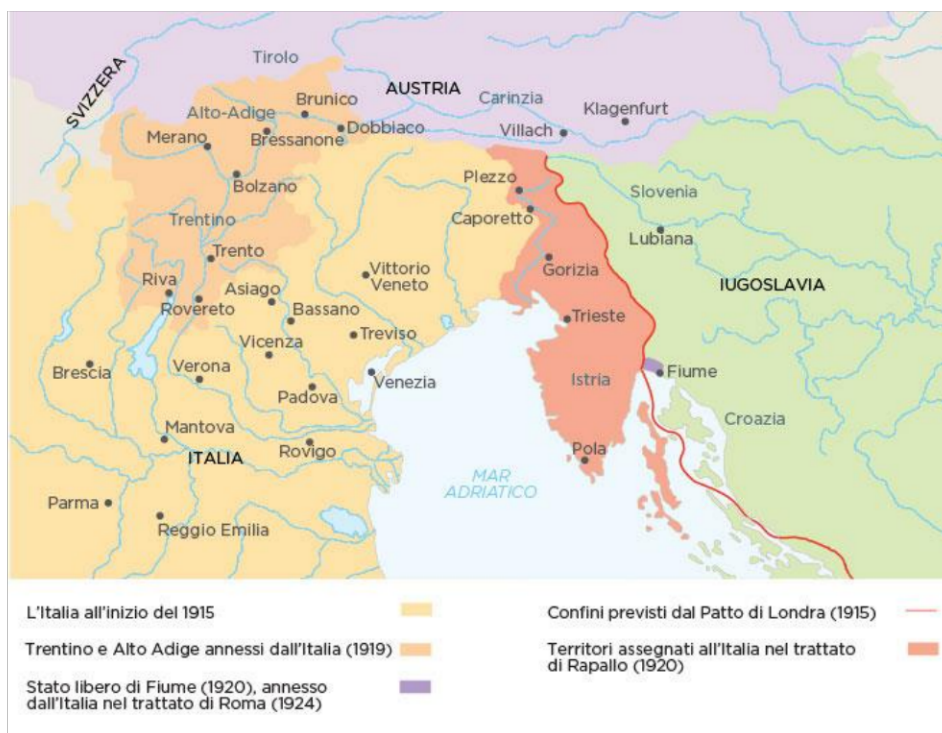 Tirolo
SVIZZERA
AUSTRIA
Brunico
Carinzia
Klagenfurt
Alto-Adige
Dobbiaco
Villach
Merano
Bressanone
Bolzano
Plezzo
Slovenia
Caporetto
Trentino
Lubiana
Trento
Gorizia
Vittorio
Veneto
Riva
Asiago
IUGOSLAVIA
Rovereto
Bassano
Trieste
Treviso
Vicenza
Brescia
Verona
Venezia
Fiume
Istria
Padova
Croazia
Mantova
Rovigo
Pola
ITALIA
MAR
ADRIATICO
Parma
Reggio Emilia
L'Italia all'inizio del 1915
Trentino e Alto Adige annessi dall'Italia (1919)
Stato libero di Fiume (1920), annesso
dall'Italia nel trattato di Roma (1924)
Confini previsti dal Patto di Londra (1915)
Territori assegnati all'Italia nel trattato
di Rapallo (1920)